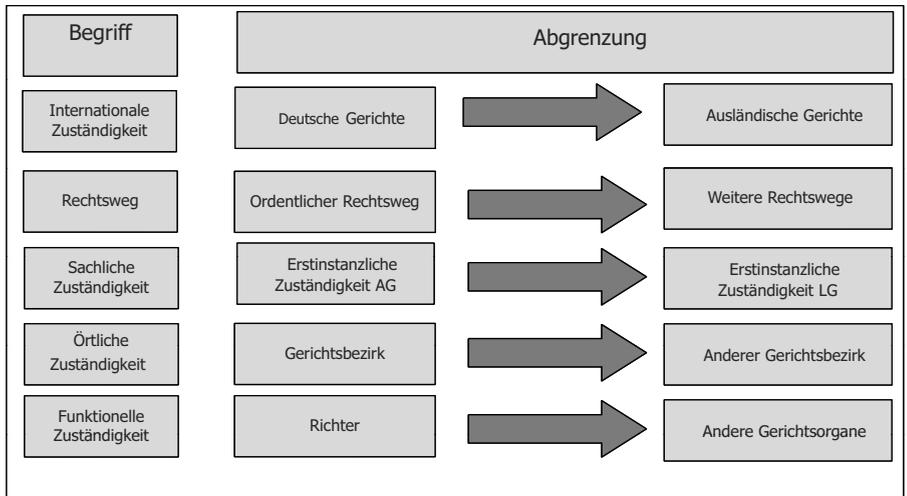 Begriff
Abgrenzung
Internationale
Zuständigkeit
Deutsche Gerichte
Ausländische Gerichte
Rechtsweg
Ordentlicher Rechtsweg
Weitere Rechtswege
Sachliche
Zuständigkeit
Erstinstanzliche
Zuständigkeit AG
Erstinstanzliche
Zuständigkeit LG
Örtliche
Zuständigkeit
Gerichtsbezirk
Anderer Gerichtsbezirk
Funktionelle
Zuständigkeit
Richter
Andere Gerichtsorgane